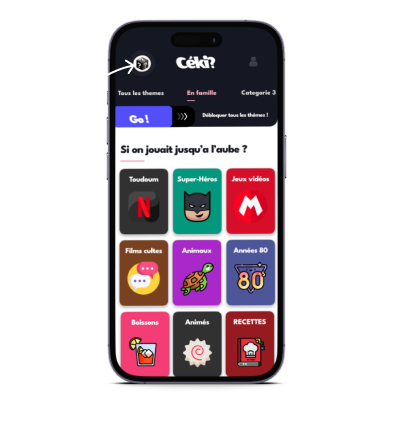 Céki?
Tous les themes En famille Categorie 3
Go ! Débloquer tous les thèmes !
Si on jouait jusqu'a l'aube ?
Toudoum Super-Héros Jeux vidéos
N M
Films cultes Animaux Années 80
80
Boissons Animés RECETTES